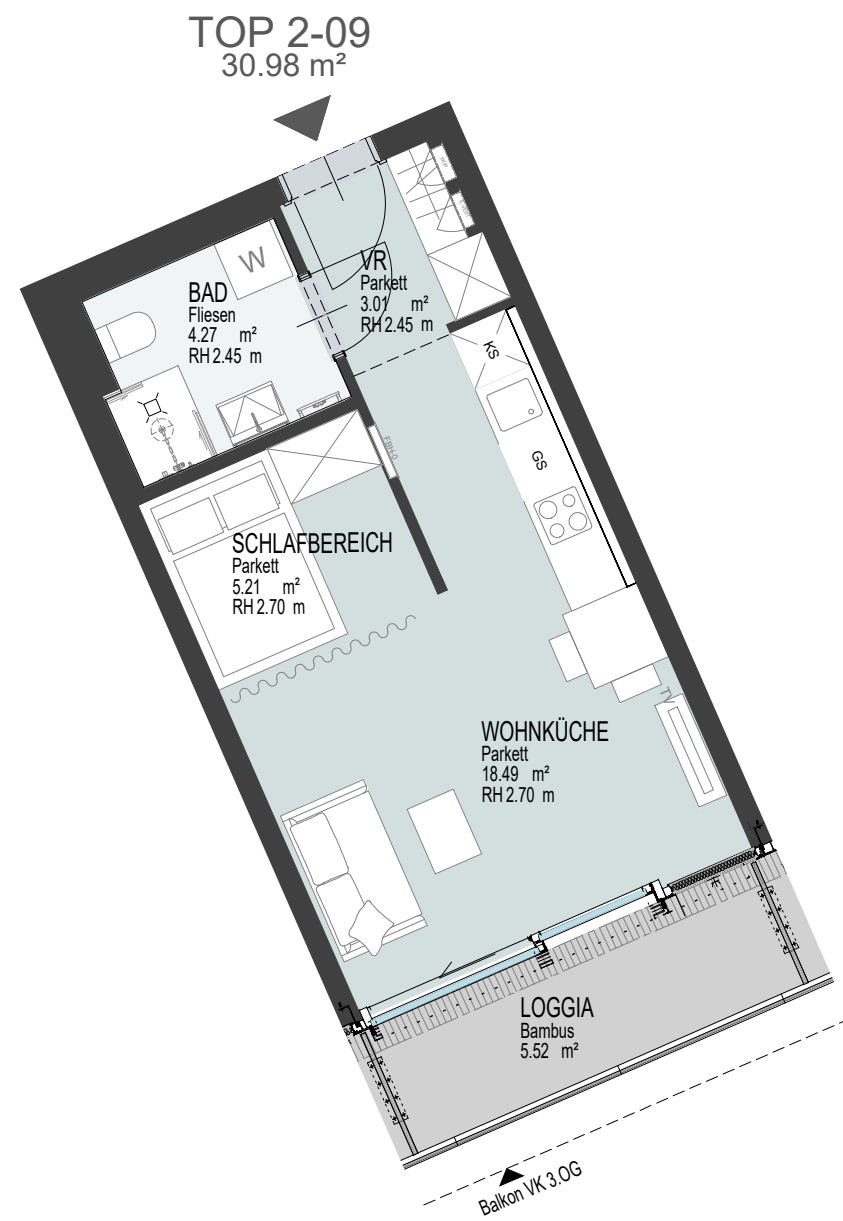 TOP 2-09
30.98 m²
W
BAD
Fliesen
4.27 m²
RH 2.45 m
VR
Parkett
3.01 m²
RH 2.45 m
KS
GS
SCHLAFBEREICH
Parkett
5.21 m²
RH 2.70 m
TV
WOHNKÜCHE
Parkett
18.49 m²
RH 2.70 m
LOGGIA
Bambus
5.52 m²
Balkon VK 3.OG